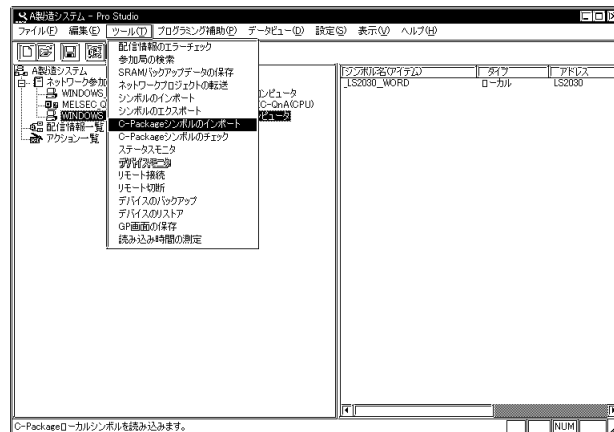 A製造システム - Pro Studio
ファイル(F) 編集(E) ツール(T) プログラミング補助(P) データビュー(D) 設定(S) 表示(V) ヘルプ(H)
配信情報のエラーチェック
参加局の検索
SRAMバックアップデータの保存
ネットワークプロジェクトの転送
シンボルのインポート
シンボルのエクスポート
C-Packageシンボルのインポート
C-Packageシンボルのチェック
ステータスモニタ
デバイスモニタ
リモート接続
リモート切断
デバイスのバックアップ
デバイスのリストア
GP画面の保存
読み込み時間の測定
A製造システム
ネットワーク参加
WINDOWS
ンピュータ
MELSEC_Q
C-QnA(CPU)
WINDOWS
ピュータ
配信情報一覧
アクション一覧
シンボル名(アイテム) タイプ アドレス
_LS2030_WORD ローカル LS2030
C-Packageローカルシンボルを読み込みます。
NUM